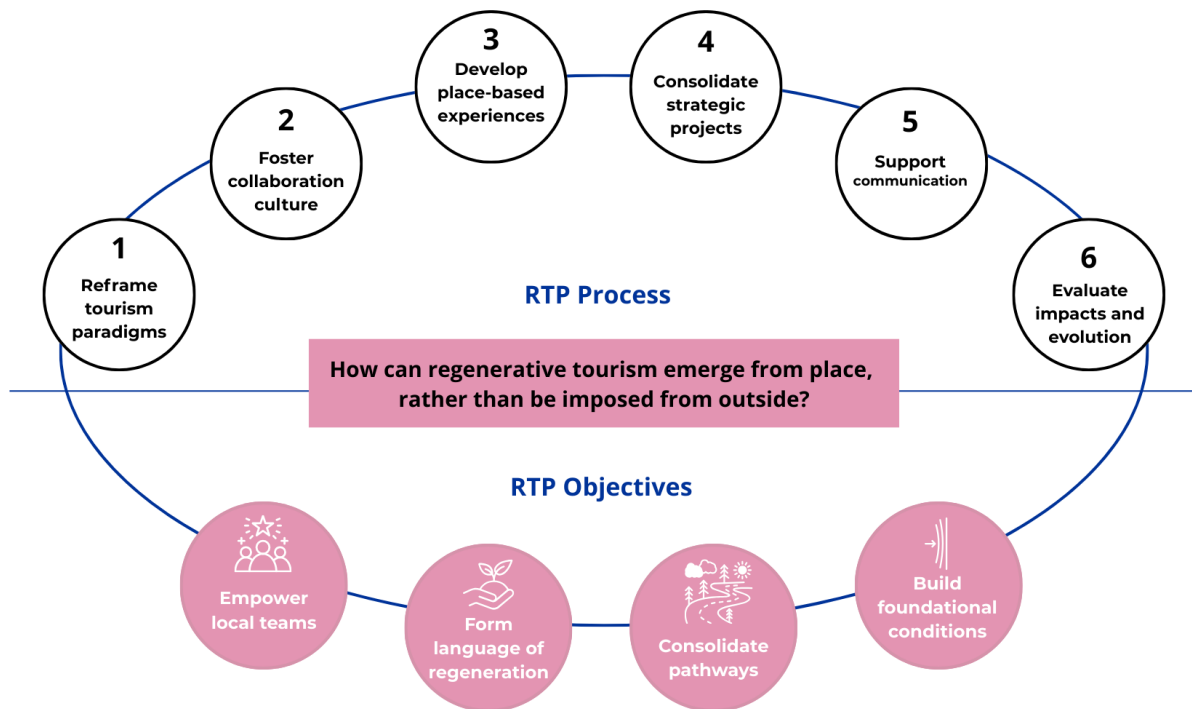 1
Reframe
tourism
paradigms
2
Foster
collaboration
culture
3
Develop
place-based
experiences
4
Consolidate
strategic
projects
5
Support
communication
6
Evaluate
impacts and
evolution
RTP Process
How can regenerative tourism emerge from place,
rather than be imposed from outside?
RTP Objectives
Empower
local teams
Form
language of
regeneration
Consolidate
pathways
Build
foundational
conditions